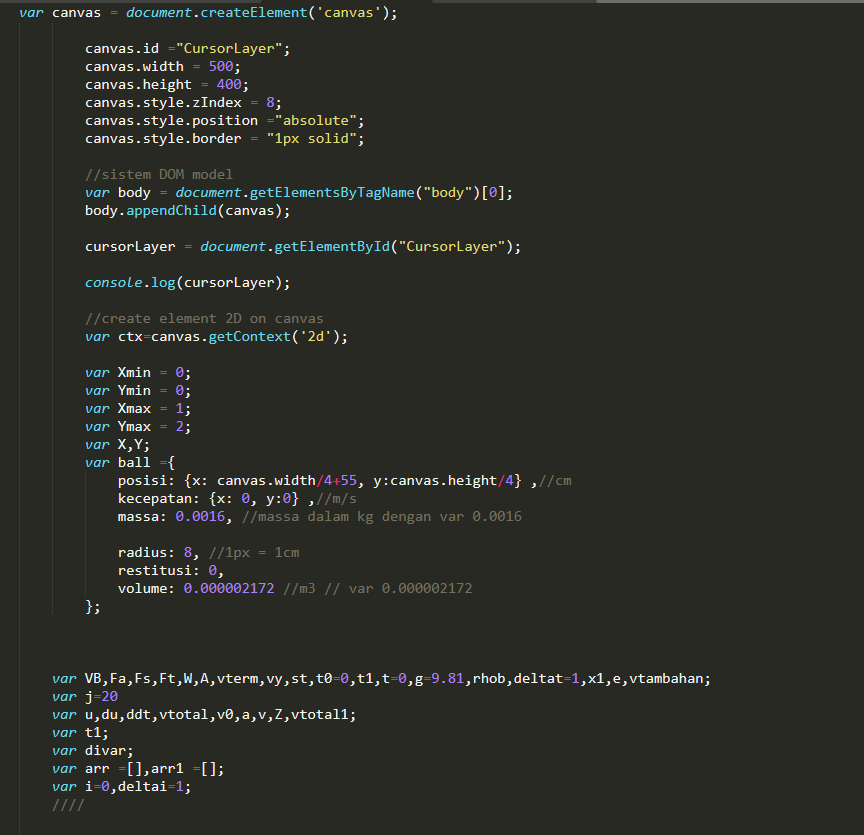 var canvas = document.createElement('canvas');
canvas.id ="CursorLayer";
canvas.width = 500;
canvas.height = 400;
canvas.style.zIndex = 8;
canvas.style.position ="absolute";
canvas.style.border = "1px solid";
//sistem DOM model
var body = document.getElementsByTagName("body")[0];
body.appendChild(canvas);
cursorLayer = document.getElementById("CursorLayer");
console.log(cursorLayer);
//create element 2D on canvas
var ctx=canvas.getContext('2d');
var Xmin = 0;
var Ymin = 0;
var Xmax = 1;
var Ymax = 2;
var X,Y;
var ball ={
posisi: {x: canvas.width/4+55, y:canvas.height/4} ,//cm
kecepatan: {x: 0, y:0} ,//m/s
massa: 0.0016, //massa dalam kg dengan var 0.0016
radius: 8, //1px = 1cm
restitusi: 0,
volume: 0.000002172 //m3 // var 0.000002172
};
var VB,Fa,Fs,Ft,W,A,vterm,vy,st,t0=0,t1,t=0,g=9.81,rhob,deltat=1,x1,e,vtambahan;
var j=20
var u,du,ddt,vtotal,v0,a,v,Z,vtotal1;
var t1;
var divar;
var arr =[],arr1 =[];
var i=0,deltai=1;
////